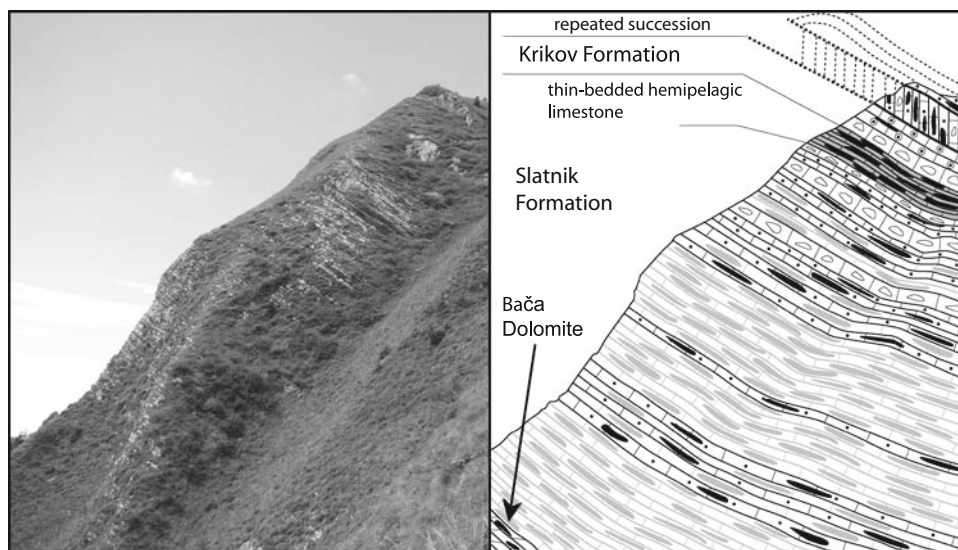 repeated succession
Krikov Formation
thin-bedded hemipelagic
limestone
Slatnik
Formation
Bača
Dolomite